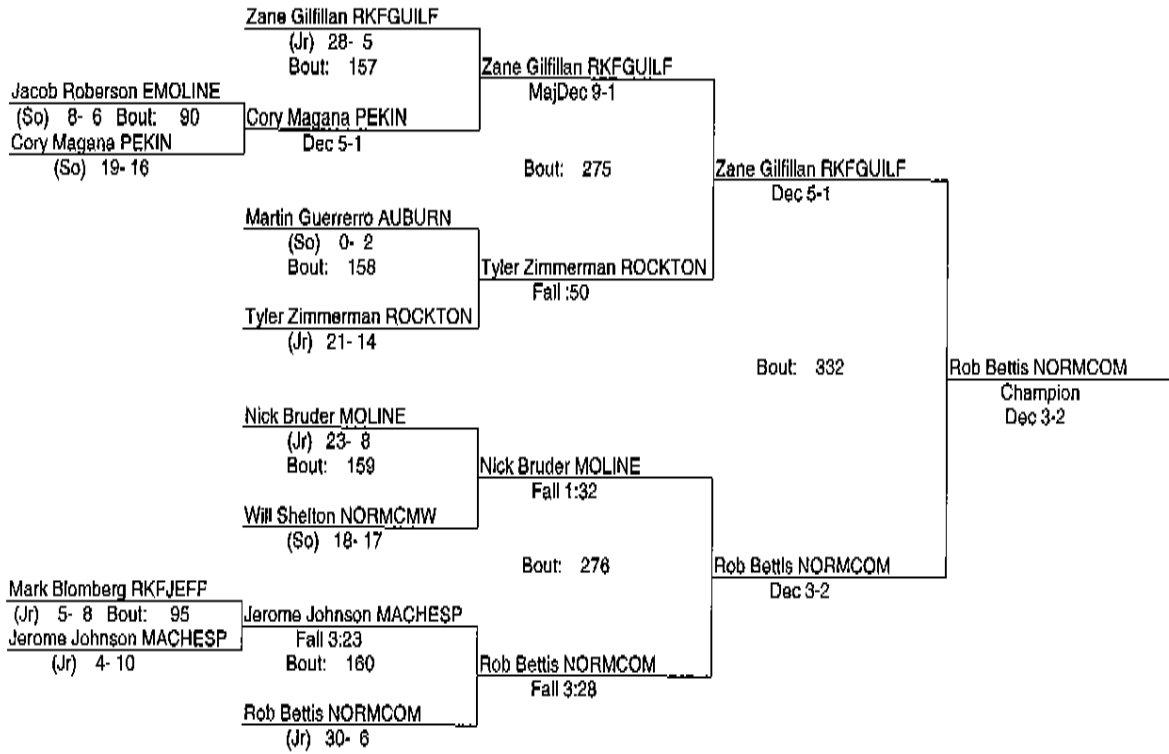 Zane Gilfillan RKFGUILF
(Jr) 28- 5
Bout: 157
Zane Gilfillan RKFGUILF
MajDec 9-1
Jacob Roberson EMOLINE
(So) 8- 6 Bout: 90
Cory Magana PEKIN
Cory Magana PEKIN
Dec 5-1
(So) 19- 16
Bout: 275
Zane Gilfillan RKFGUILF
Dec 5-1
Martin Guerrerro AUBURN
(So) 0- 2
Bout: 158
Tyler Zimmerman ROCKTON
Fall :50
Tyler Zimmerman ROCKTON
(Jr) 21- 14
Bout: 332
Rob Bettis NORMCOM
Champion
Dec 3-2
Nick Bruder MOLINE
(Jr) 23- 8
Bout: 159
Nick Bruder MOLINE
Fall 1:32
Will Shelton NORMCMW
(So) 18- 17
Bout: 276
Rob Bettis NORMCOM
Dec 3-2
Mark Blomberg RKFJEFF
(Jr) 5- 8 Bout: 95
Jerome Johnson MACHESP
Jerome Johnson MACHESP
Fall 3:23
(Jr) 4- 10
Bout: 160
Rob Bettis NORMCOM
Fall 3:28
Rob Bettis NORMCOM
(Jr) 30- 6